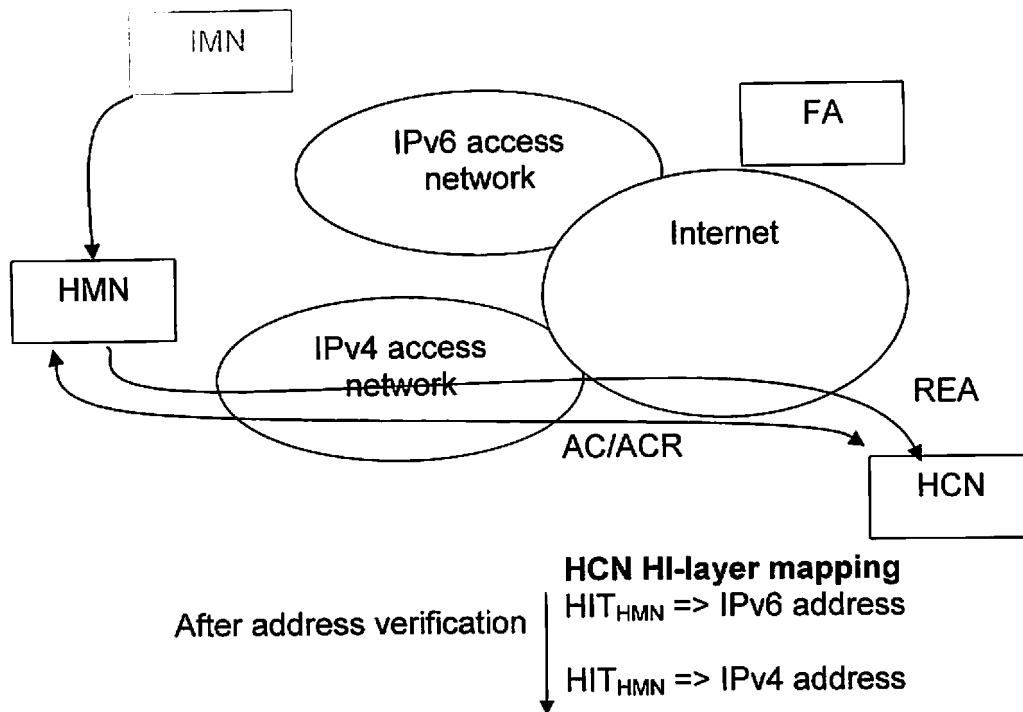 IMN
FA
IPv6 access
network
Internet
HMN
IPv4 access
network
REA
AC/ACR
HCN
HCN HI-layer mapping
HITHMN => IPv6 address
After address verification
HITHMN => IPv4 address